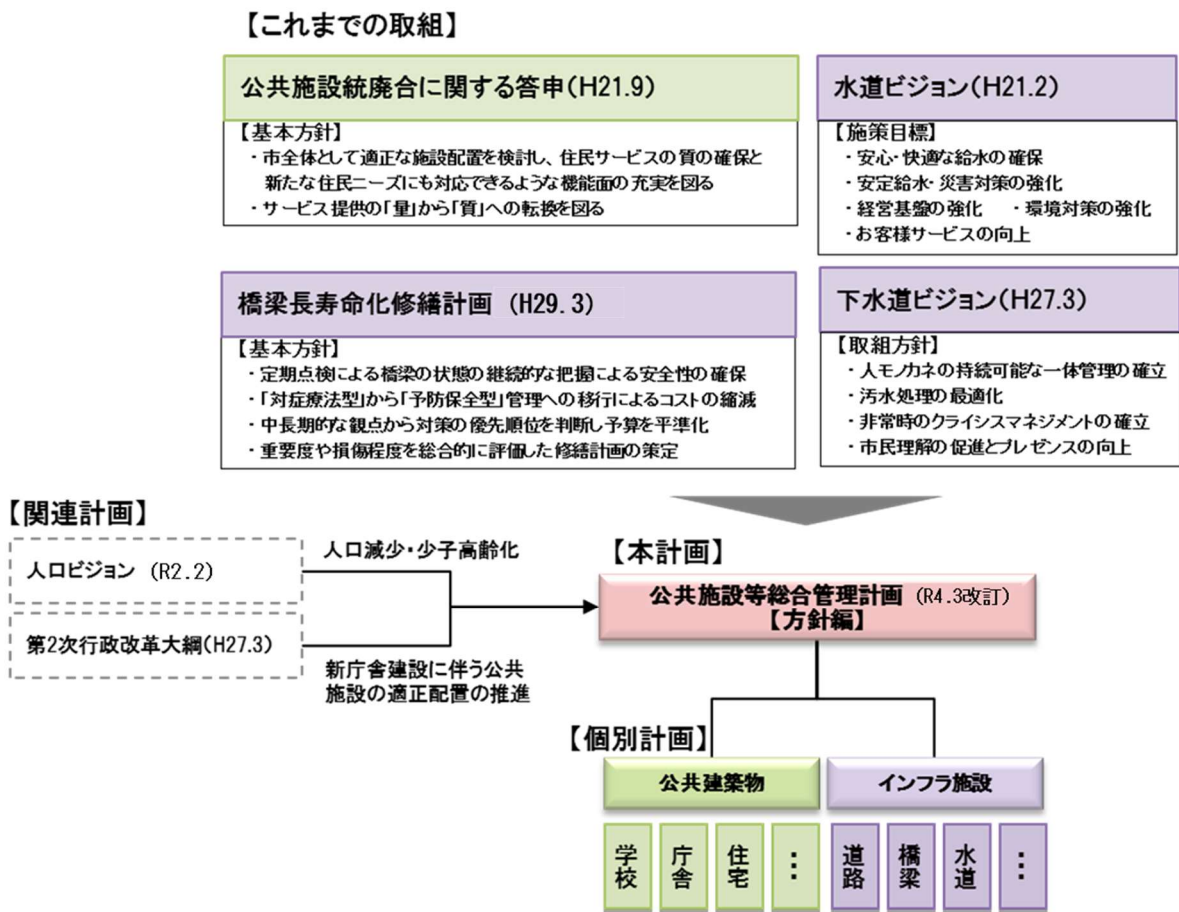 【これまでの取組】
公共施設統廃合に関する答申(H21.9)
【基本方針】
・市全体として適正な施設配置を検討し、住民サービスの質の確保と
新たな住民ニーズにも対応できるような機能面の充実を図る
・サービス提供の「量」から「質」への転換を図る
水道ビジョン(H21.2)
【施策目標】
・安心・快適な給水の確保
・安定給水・災害対策の強化
・経営基盤の強化 ・環境対策の強化
・お客様サービスの向上
橋梁長寿命化修繕計画 (H29.3)
【基本方針】
・定期点検による橋梁の状態の継続的な把握による安全性の確保
・「対症療法型」から「予防保全型」管理への移行によるコストの縮減
・中長期的な観点から対策の優先順位を判断し予算を平準化
・重要度や損傷程度を総合的に評価した修繕計画の策定
下水道ビジョン(H27.3)
【取組方針】
・人モノカネの持続可能な一体管理の確立
・汚水処理の最適化
・非常時のクライシスマネジメントの確立
・市民理解の促進とプレゼンスの向上
【関連計画】
人口ビジョン (R2.2)
第2次行政改革大綱(H27.3)
人口減少・少子高齢化
新庁舎建設に伴う公共
施設の適正配置の推進
【本計画】
公共施設等総合管理計画 (R4.3改訂)
【方針編】
【個別計画】
公共建築物
インフラ施設
学校
庁舎
住宅
…
道路
橋梁
水道
…